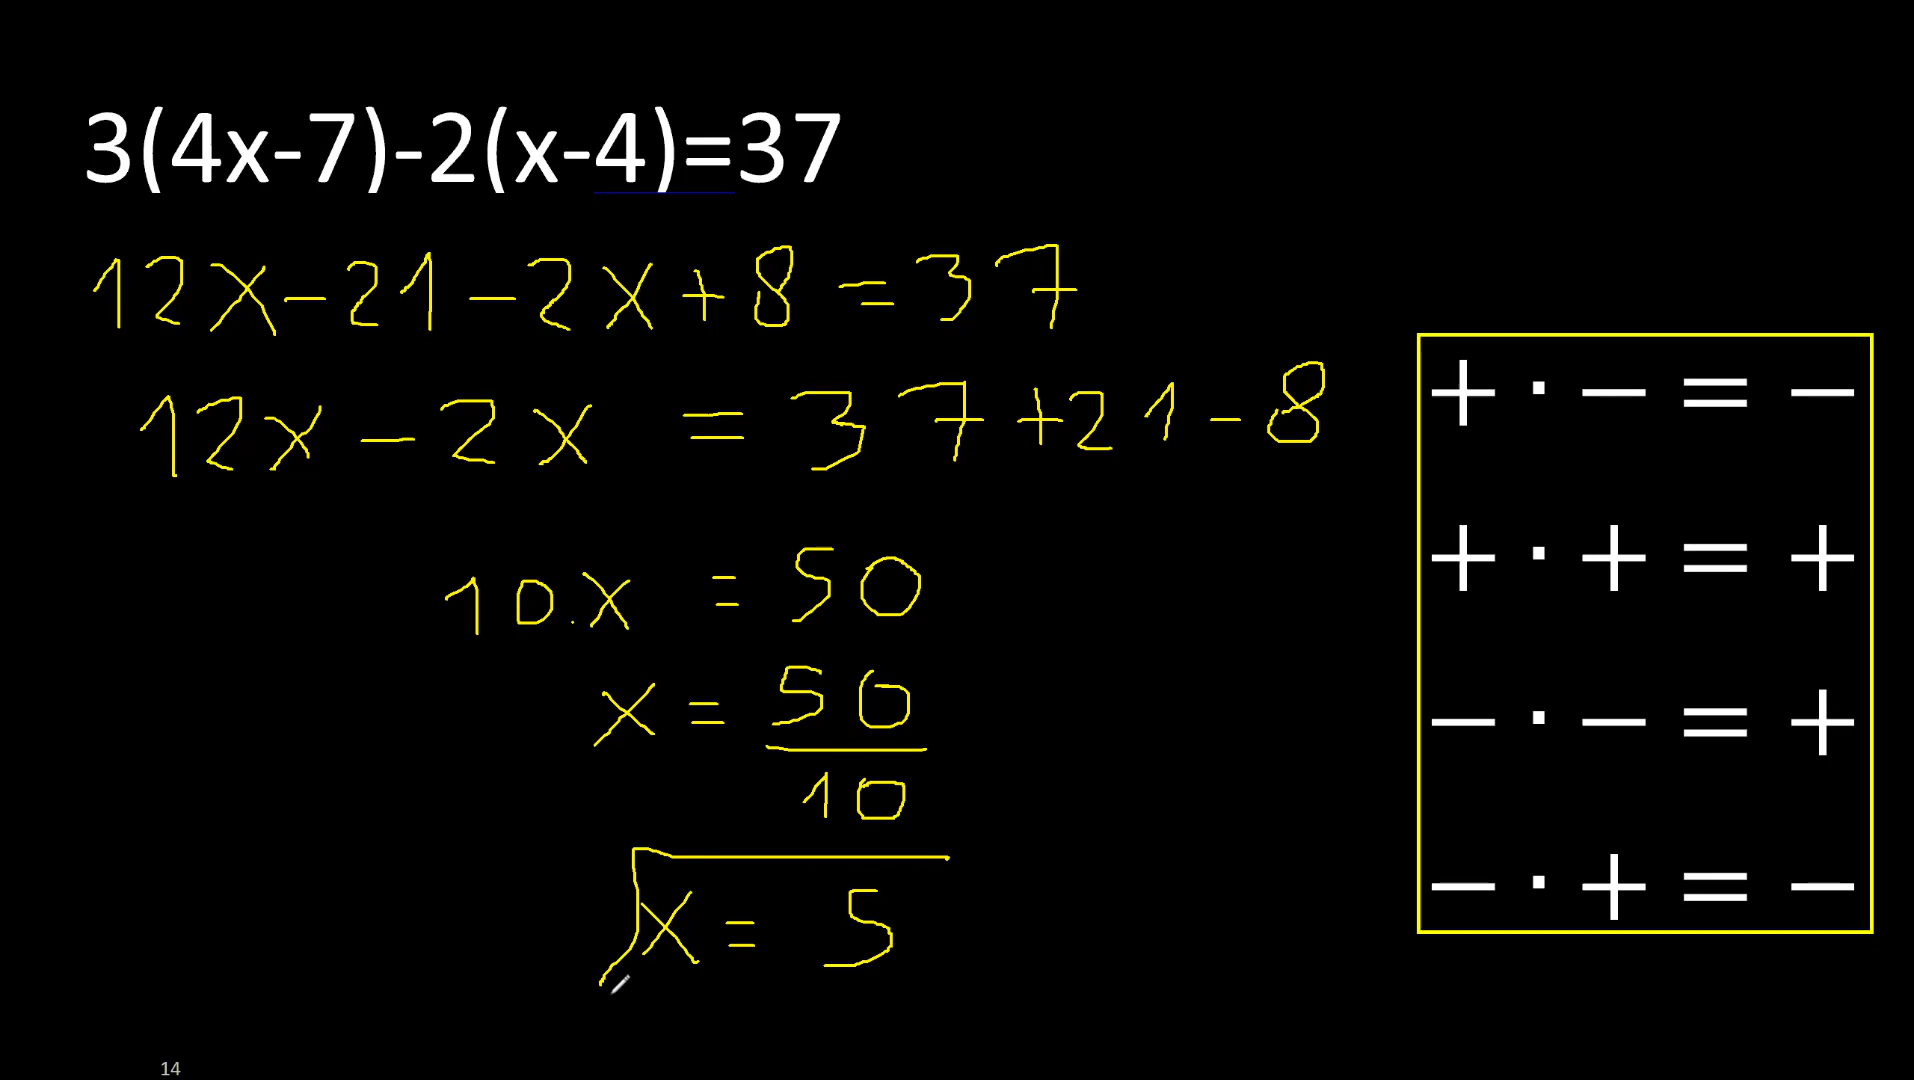 3(4x-7)-2(x-4)=37
12x-21-2x+8=37
12x-2x = 37+21-8
10.x = 50
x = 50
10
x = 5
+ · - = -
+ · + = +
- · - = +
- · + = -
14